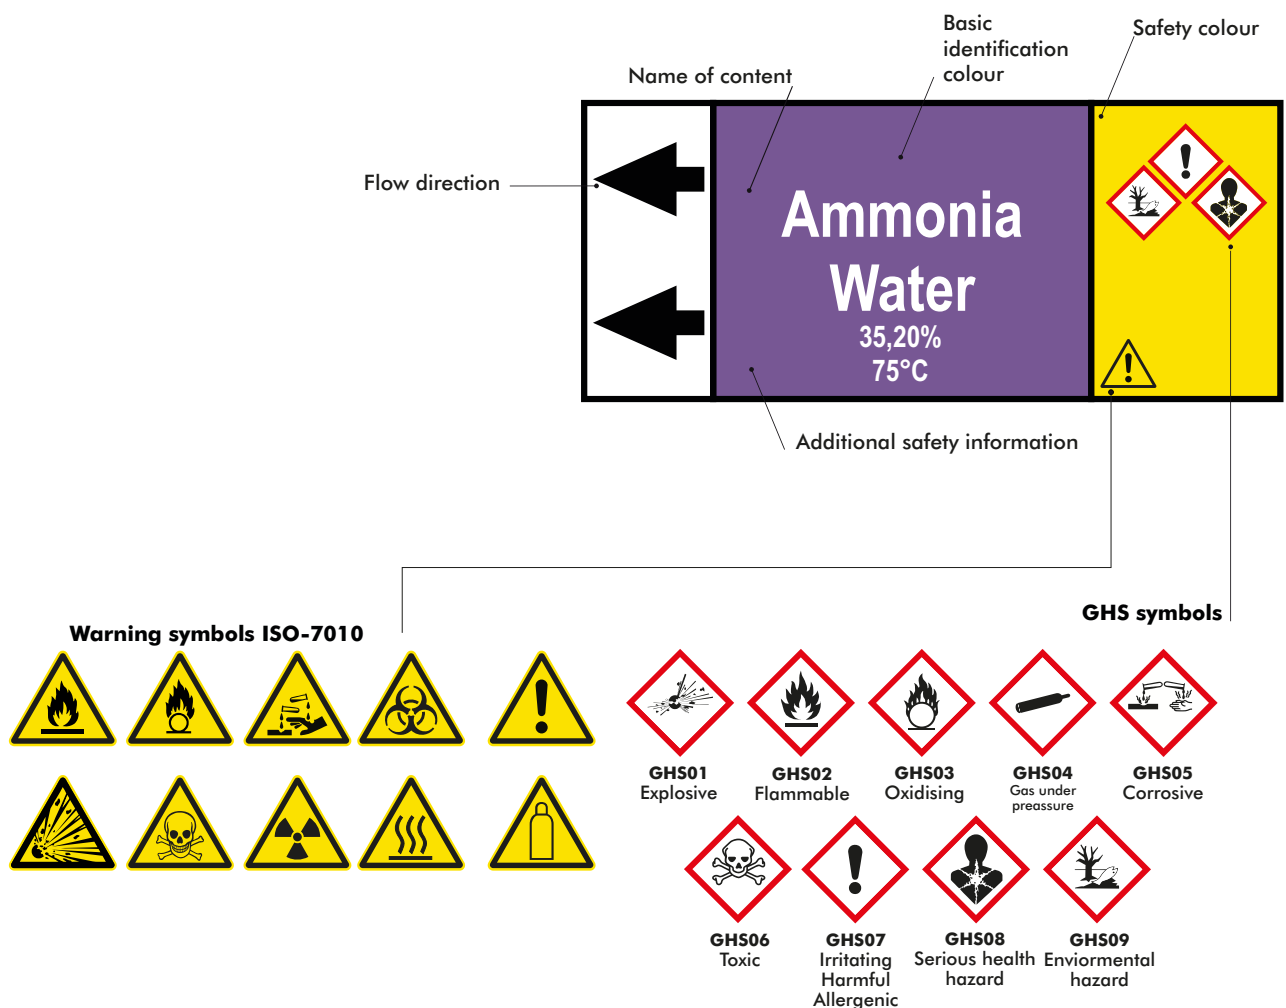 Basic
identification
colour
Safety colour
Name of content
Flow direction
Ammonia
Water
35,20%
75°C
Additional safety information
Warning symbols ISO-7010
GHS symbols
GHS01
Explosive
GHS02
Flammable
GHS03
Oxidising
GHS04
Gas under
preassure
GHS05
Corrosive
GHS06
Toxic
GHS07
Irritating
Harmful
Allergenic
GHS08
Serious health
hazard
GHS09
Enviormental
hazard